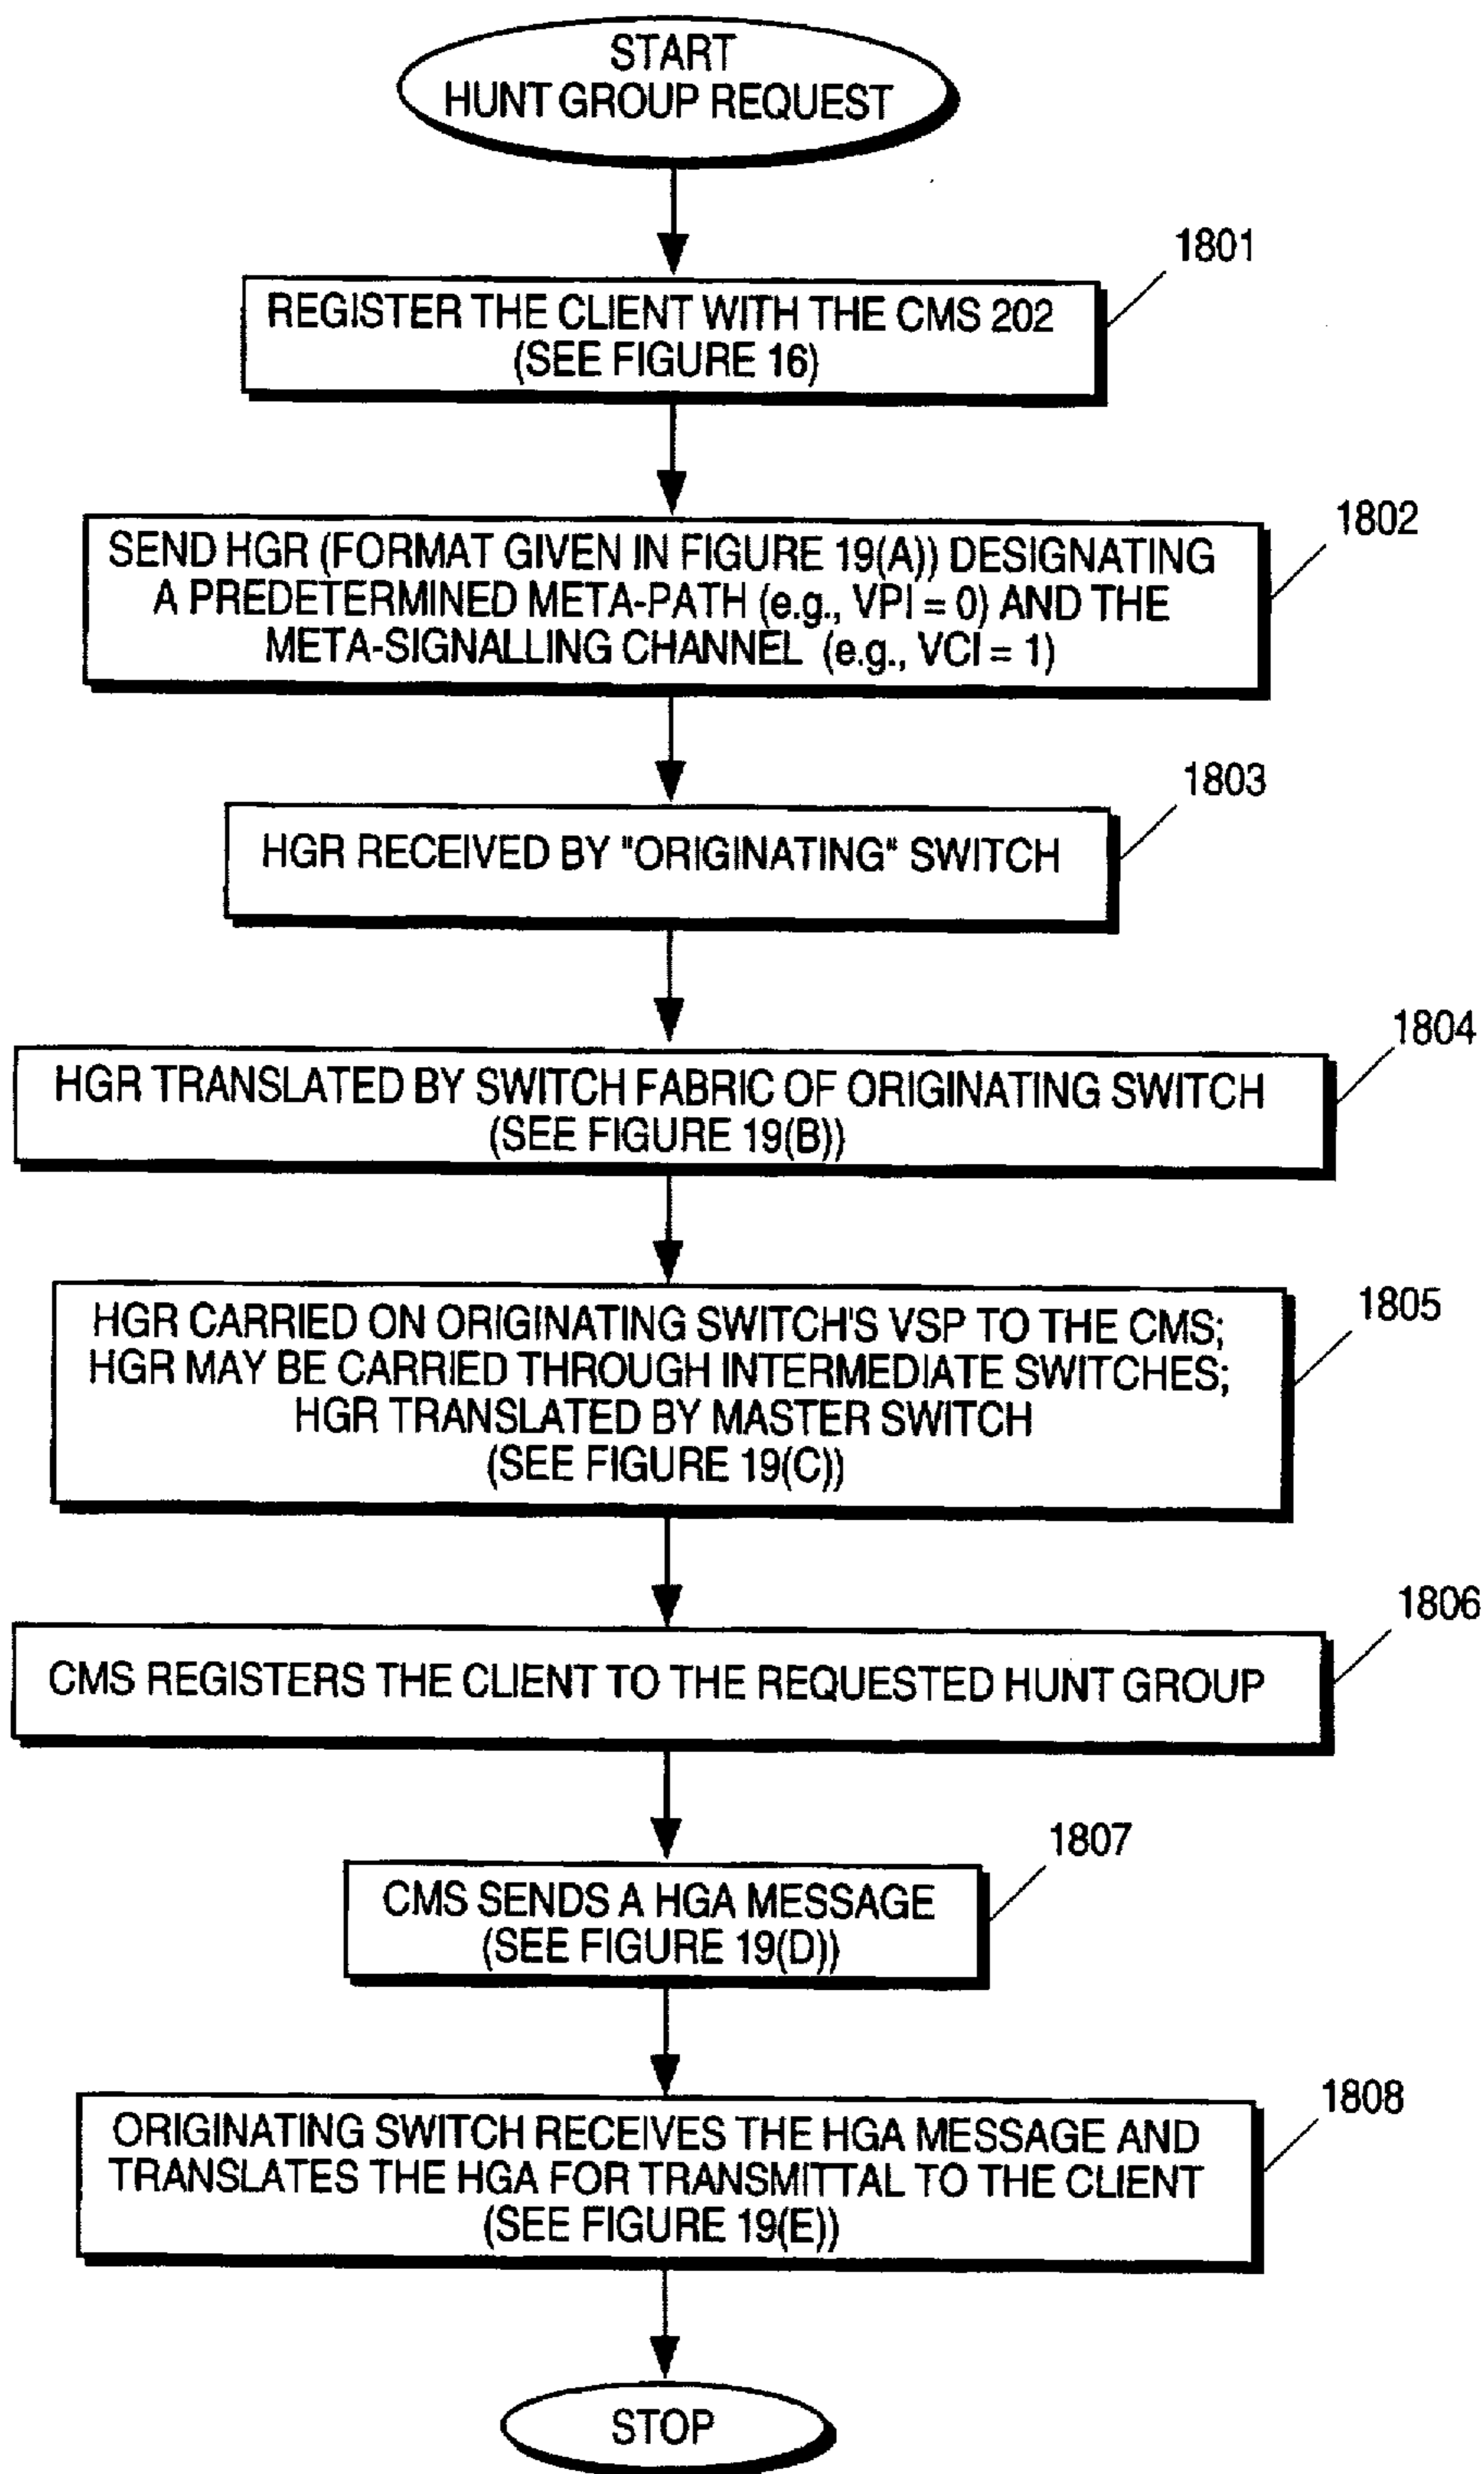 START
HUNT GROUP REQUEST
1801
REGISTER THE CLIENT WITH THE CMS 202
(SEE FIGURE 16)
1802
SEND HGR (FORMAT GIVEN IN FIGURE 19(A)) DESIGNATING
A PREDETERMINED META-PATH (e.g., VPI = 0) AND THE
META-SIGNALLING CHANNEL (e.g., VCI = 1)
1803
HGR RECEIVED BY "ORIGINATING" SWITCH
1804
HGR TRANSLATED BY SWITCH FABRIC OF ORIGINATING SWITCH
(SEE FIGURE 19(B))
1805
HGR CARRIED ON ORIGINATING SWITCH'S VSP TO THE CMS;
HGR MAY BE CARRIED THROUGH INTERMEDIATE SWITCHES;
HGR TRANSLATED BY MASTER SWITCH
(SEE FIGURE 19(C))
1806
CMS REGISTERS THE CLIENT TO THE REQUESTED HUNT GROUP
1807
CMS SENDS A HGA MESSAGE
(SEE FIGURE 19(D))
1808
ORIGINATING SWITCH RECEIVES THE HGA MESSAGE AND
TRANSLATES THE HGA FOR TRANSMITTAL TO THE CLIENT
(SEE FIGURE 19(E))
STOP